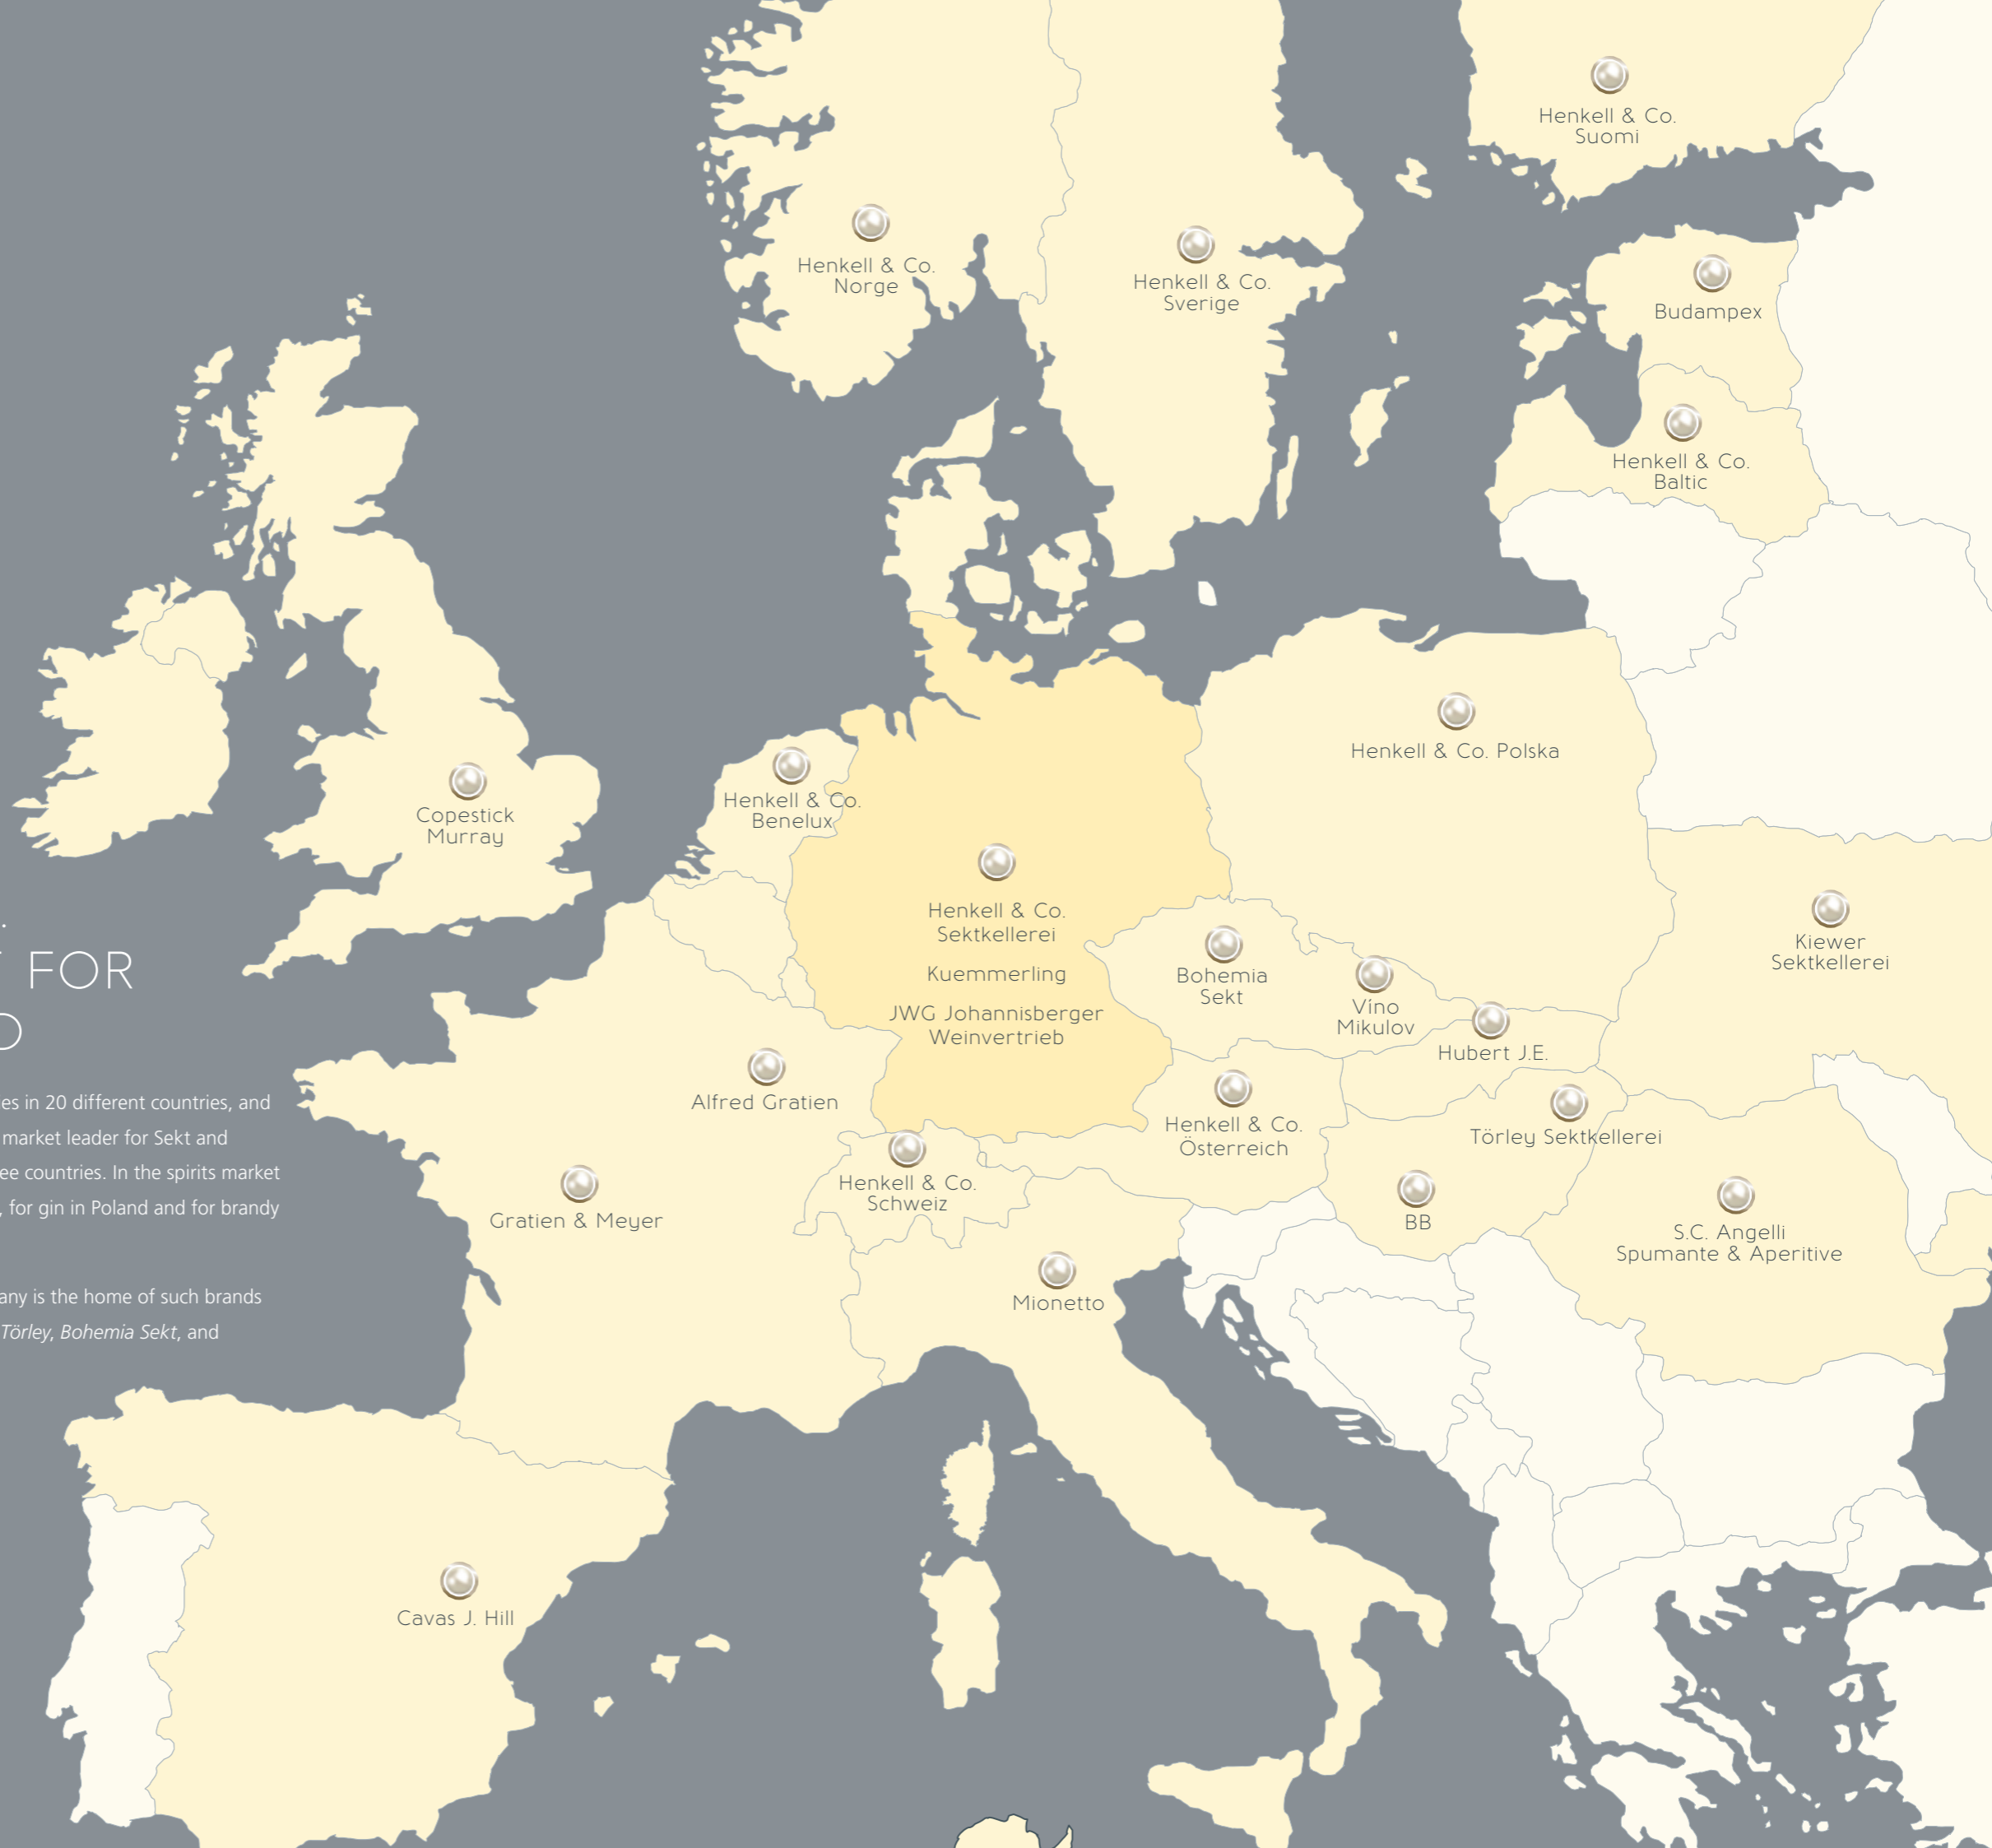 Henkell & Co.
Suomi
Henkell & Co.
Norge
Henkell & Co.
Sverige
Budampex
Henkell & Co.
Baltic
Henkell & Co. Polska
Henkell & Co.
Benelux
Copestick
Murray
Henkell & Co.
Sektkellerei
Kuemmerling
JWG Johannisberger
Weinvertrieb
Kiewer
Sektkellerei
Bohemia
Sekt
Víno
Mikulov
Hubert J.E.
Alfred Gratien
Henkell & Co.
Österreich
Törley Sektkellerei
Henkell & Co.
Schweiz
Gratien & Meyer
BB
S.C. Angelli
Spumante & Aperitive
Mionetto
Cavas J. Hill
FOR
es in 20 different countries, and
market leader for Sekt and
ee countries. In the spirits market
, for gin in Poland and for brandy
any is the home of such brands
Törley, Bohemia Sekt, and